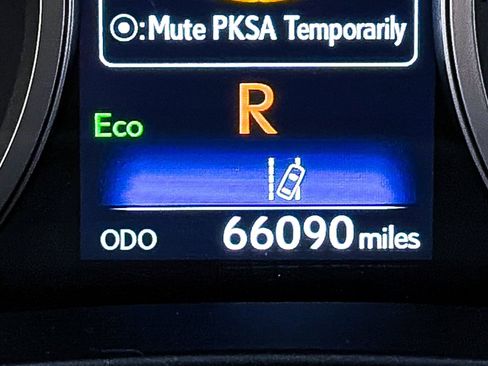 ⦿:Mute PKSA Temporarily
R
Eco
ODO 66090 miles